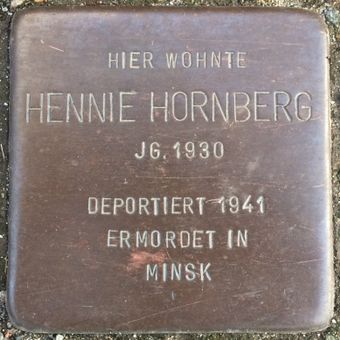 HIER WOHNTE
HENNIE HORNBERG
JG. 1930
DEPORTIERT 1941
ERMORDET IN
MINSK